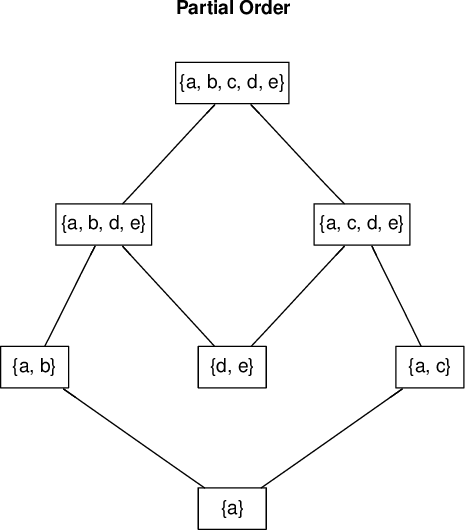 Partial Order
{a, b, c, d, e}
{a, b, d, e}
{a, c, d, e}
{a, b}
{d, e}
{a, c}
{a}